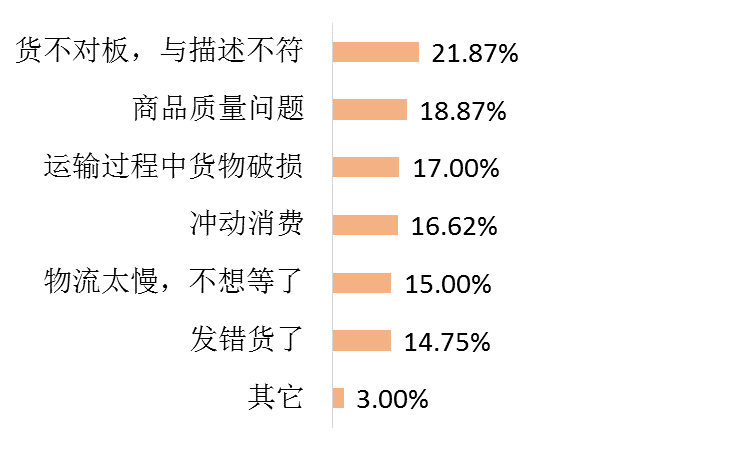 货不对板，与描述不符 21.87%
商品质量问题 18.87%
运输过程中货物破损 17.00%
冲动消费 16.62%
物流太慢，不想等了 15.00%
发错货了 14.75%
其它 3.00%